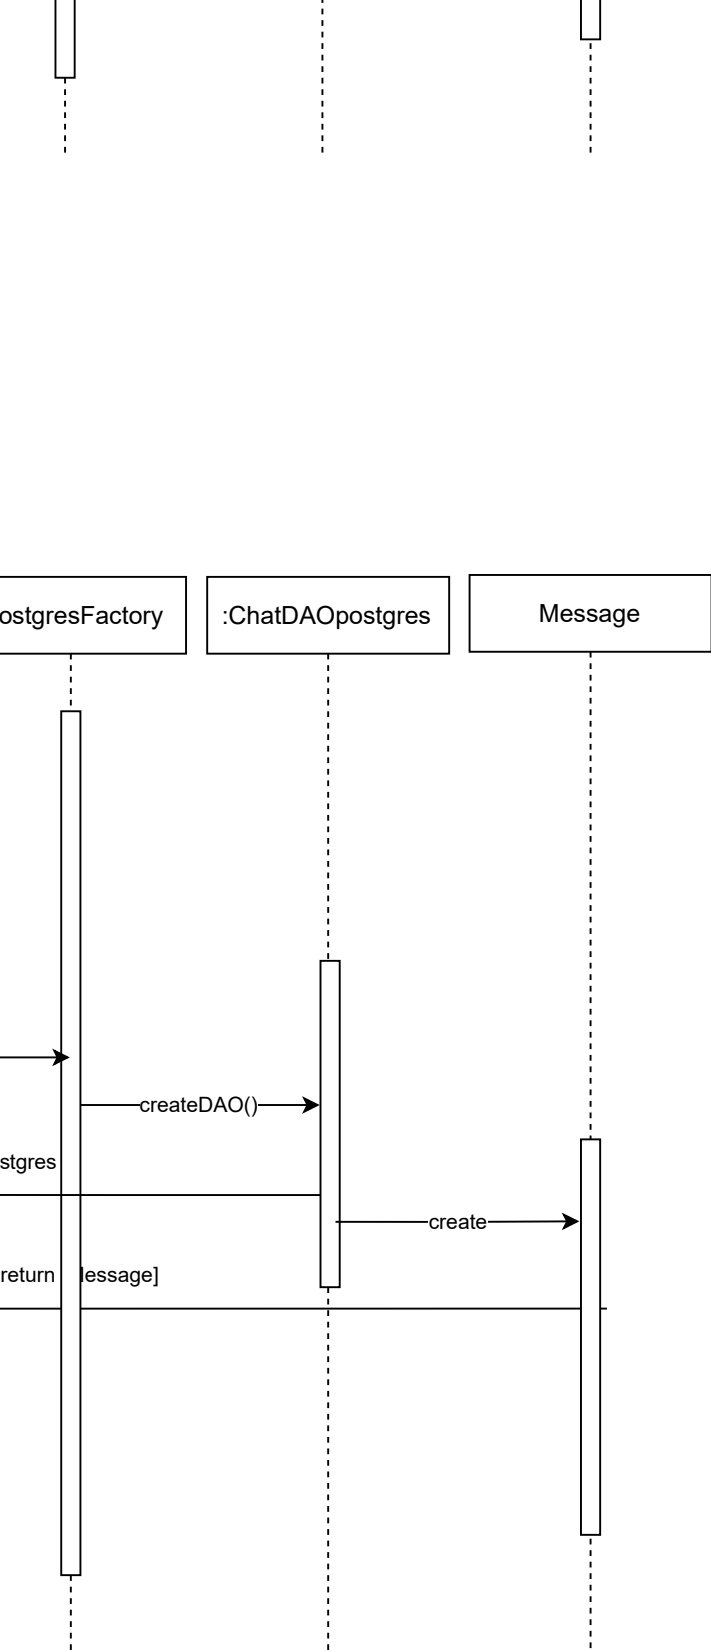 ostgresFactory
:ChatDAOpostgres
Message
createDAO()
stgres
create
return essage]